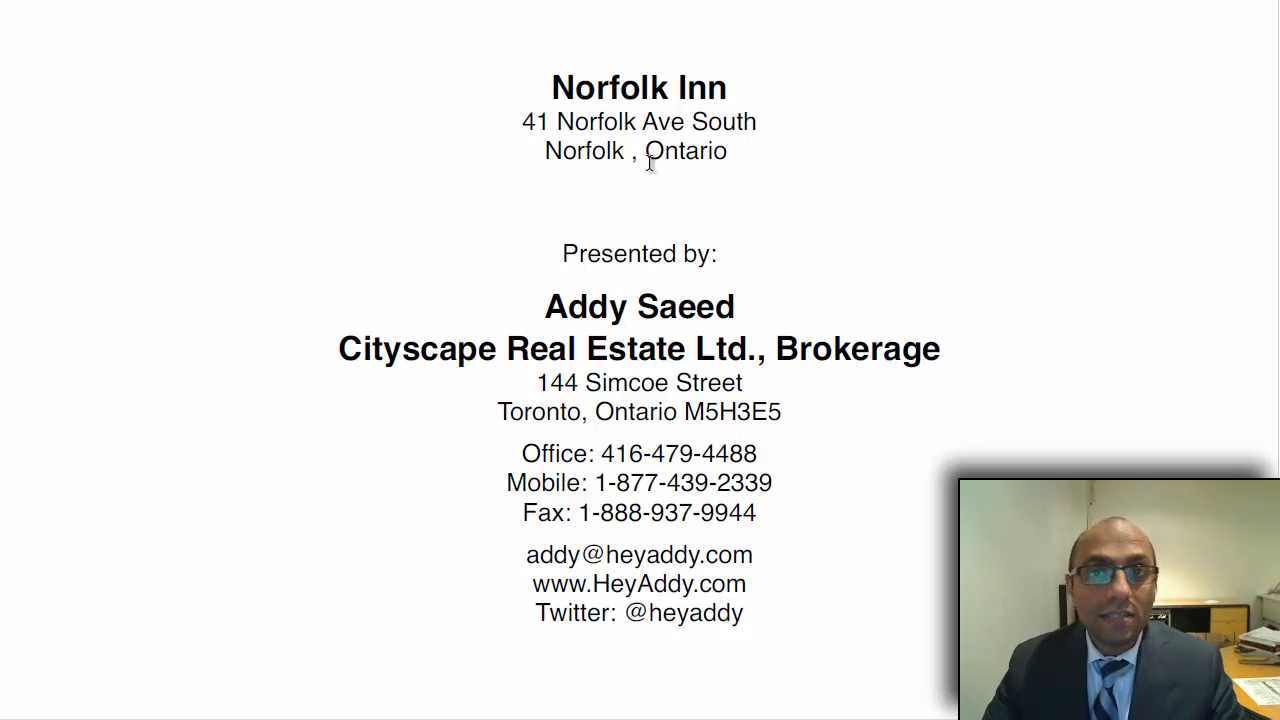 Norfolk Inn
41 Norfolk Ave South
Norfolk , Ontario
Presented by:
Addy Saeed
Cityscape Real Estate Ltd., Brokerage
144 Simcoe Street
Toronto, Ontario M5H3E5
Office: 416-479-4488
Mobile: 1-877-439-2339
Fax: 1-888-937-9944
addy@heyaddy.com
www.HeyAddy.com
Twitter: @heyaddy